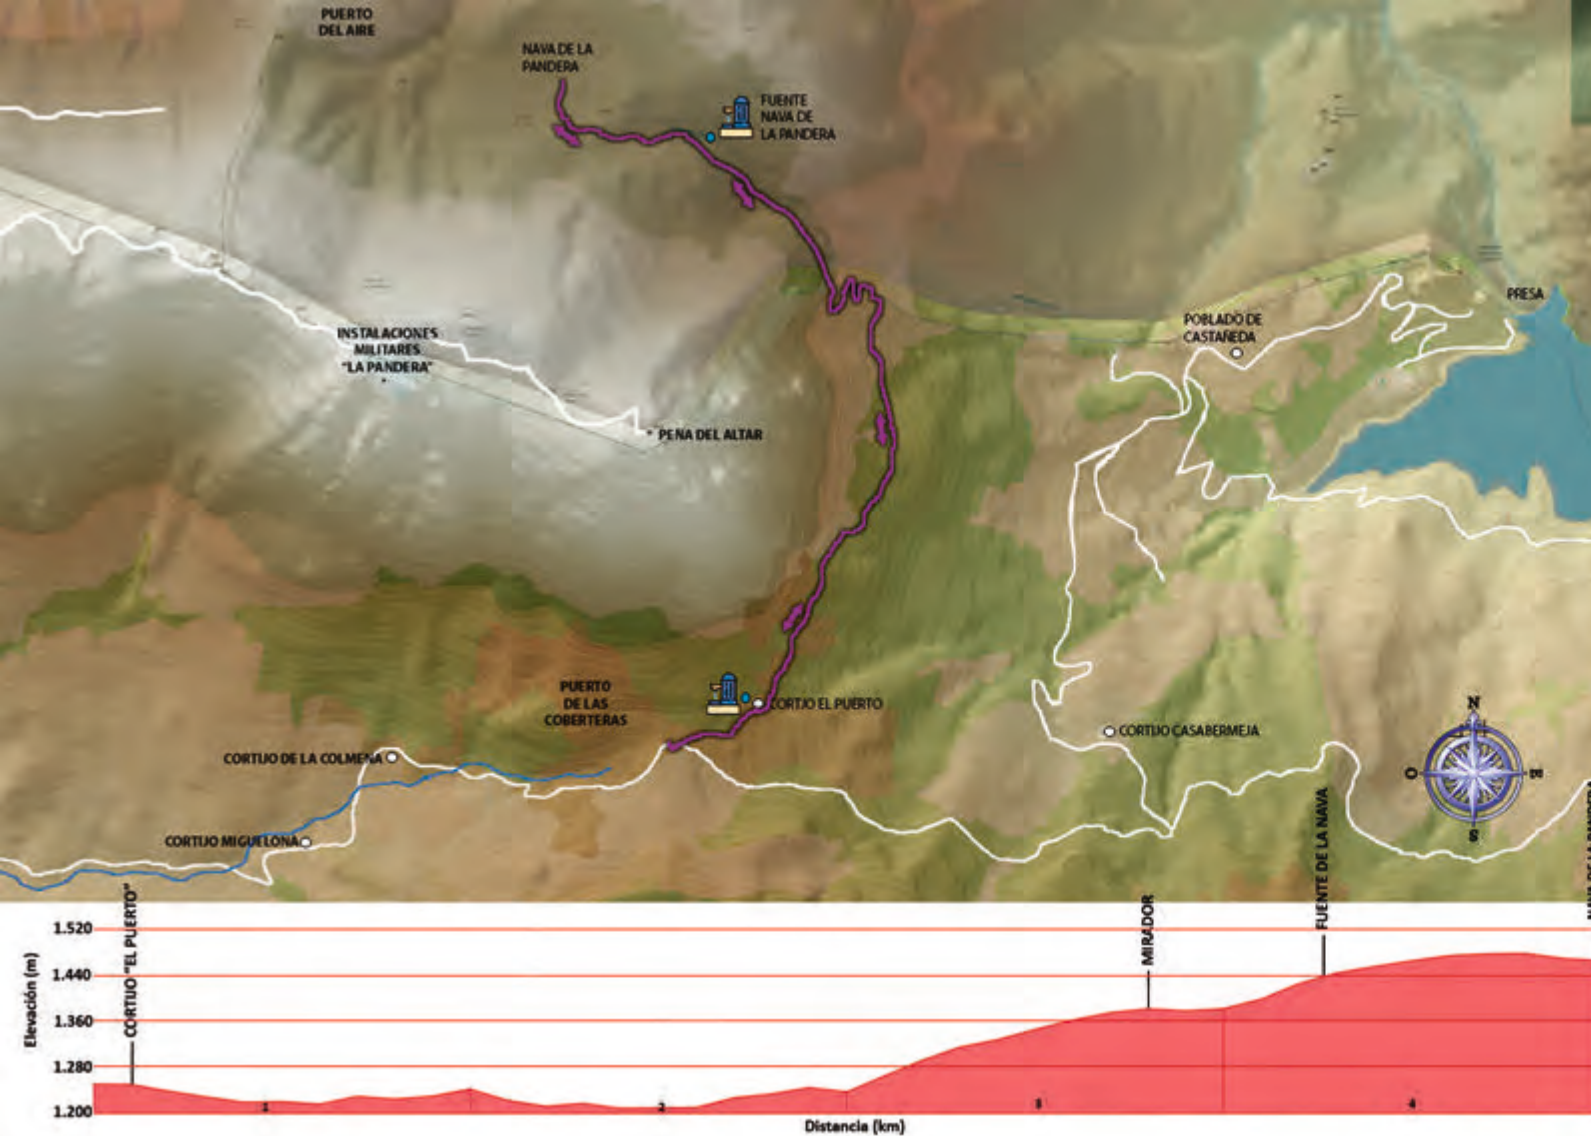 PUERTO
DEL AIRE
NAVA DE LA
PANDERA
FUENTE
NAVA DE
LA PANDERA
PRESA
POBLADO DE
CASTAÑEDA
INSTALACIONES
MILITARES
"LA PANDERA"
PEÑA DEL ALTAR
PUERTO
DE LAS
COBERTERAS
CORTJO EL PUERTO
CORTIJO DE LA COLMENA
CORTIJO CASABERMEJA
N
O
E
S
CORTIJO MIGUELONA
CORTIJO "EL PUERTO"
MIRADOR
FUENTE DE LA NAVA
Elevación (m)
1.520
1.440
1.360
1.280
1.200
1
2
3
4
Distancia (km)